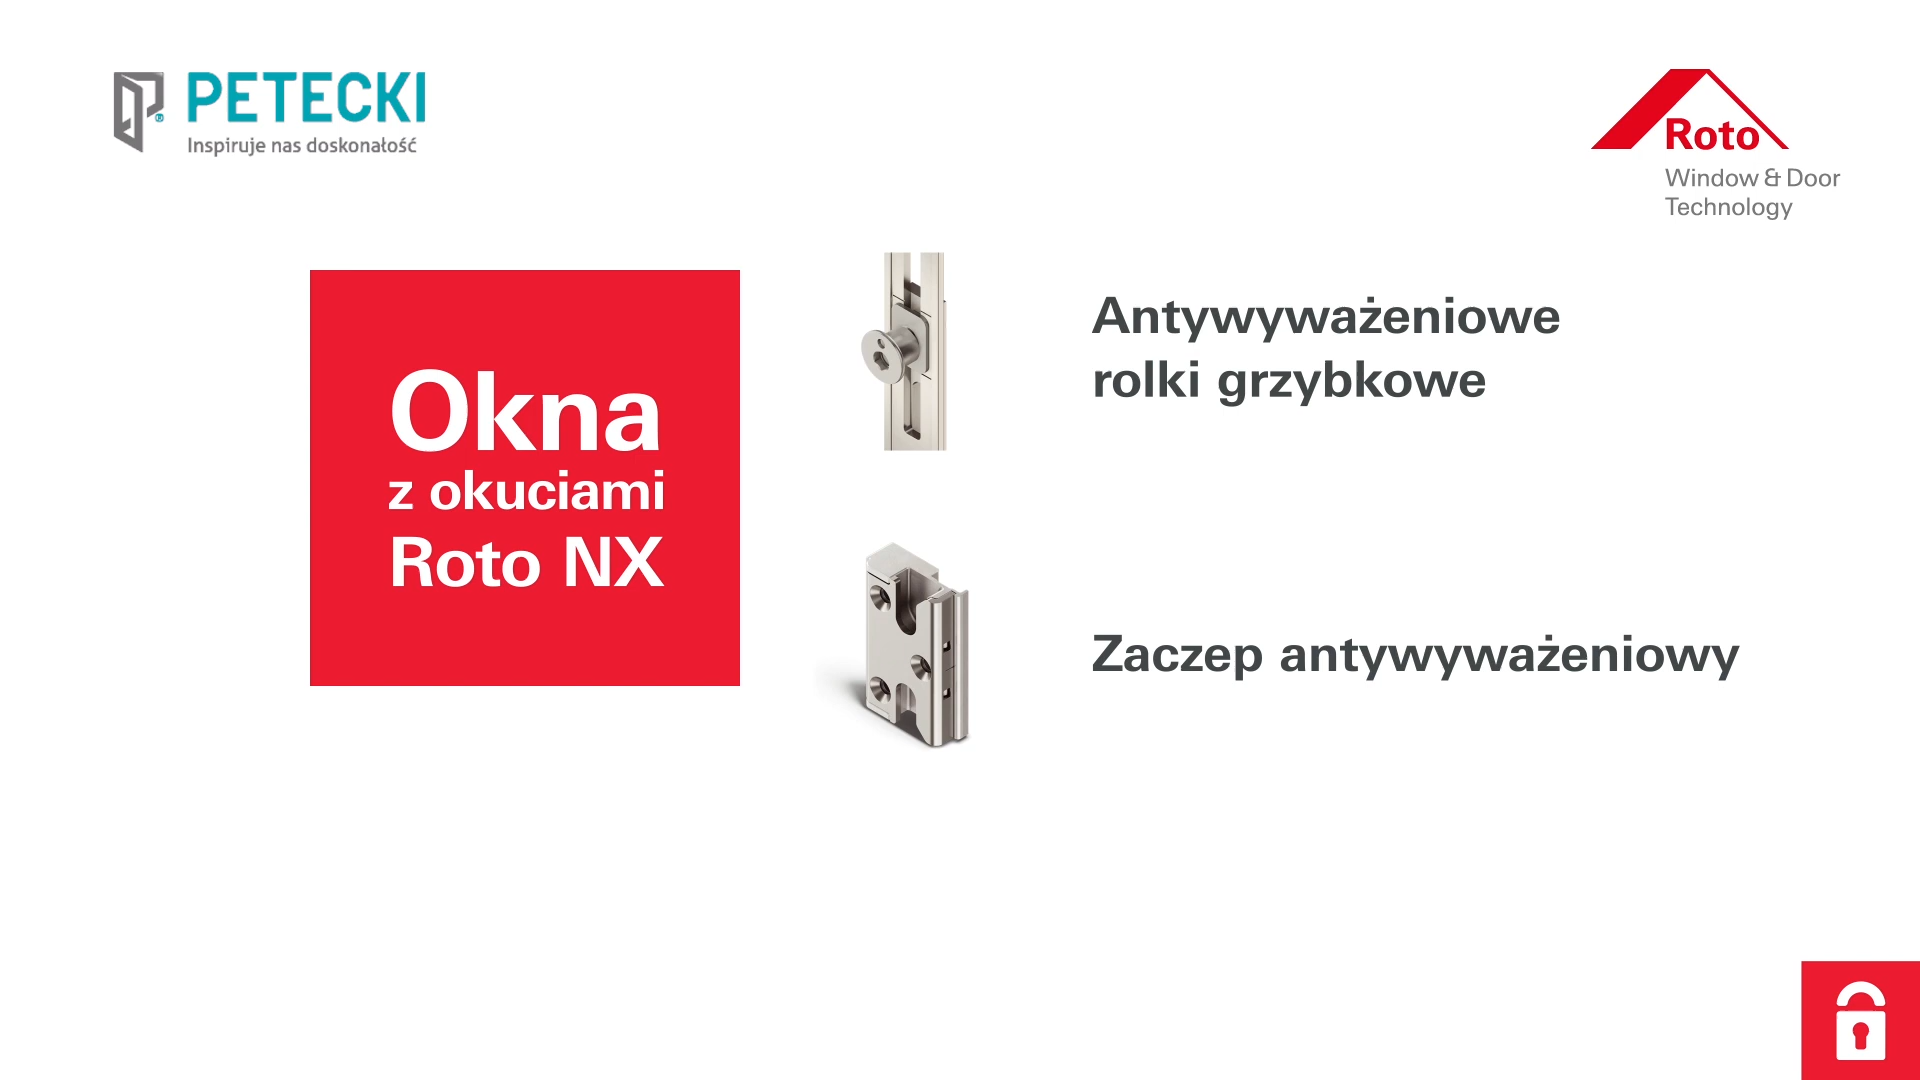 PETECKI
Inspiruje nas doskonałość
Roto
Window & Door
Technology
Okna
z okuciami
Roto NX
Antywyważeniowe
rolki grzybkowe
Zaczep antywyważeniowy